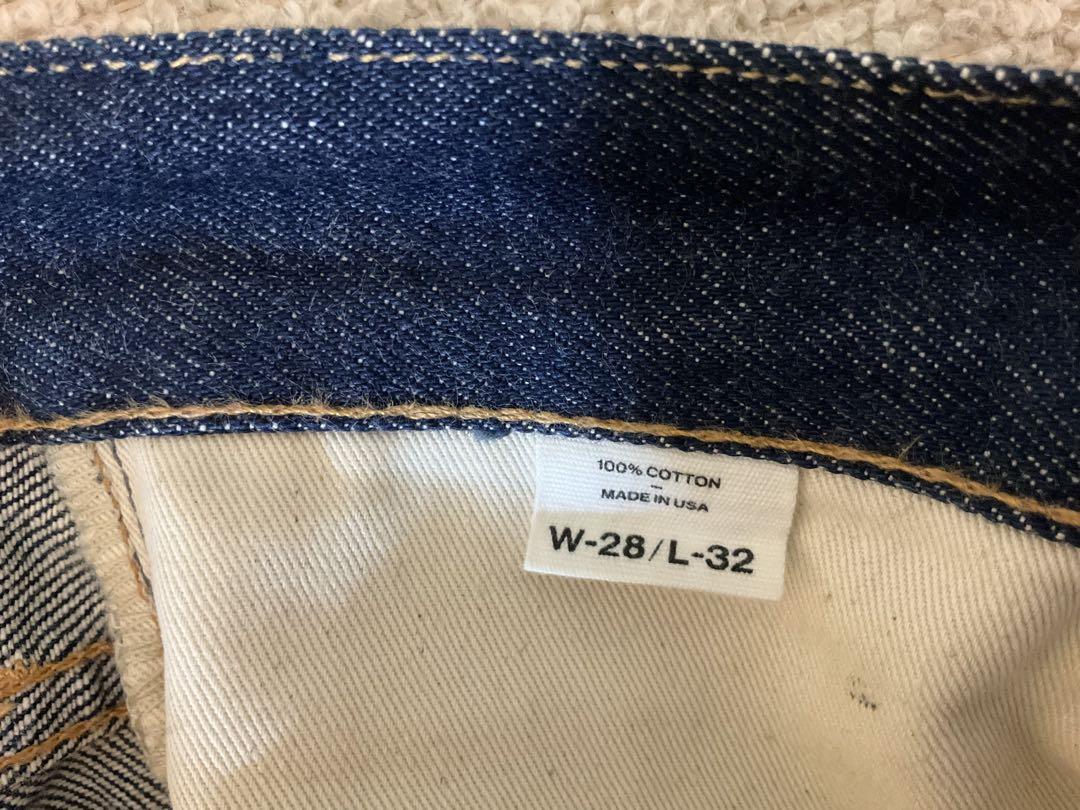 100% COTTON
–
MADE IN USA
W-28/L-32